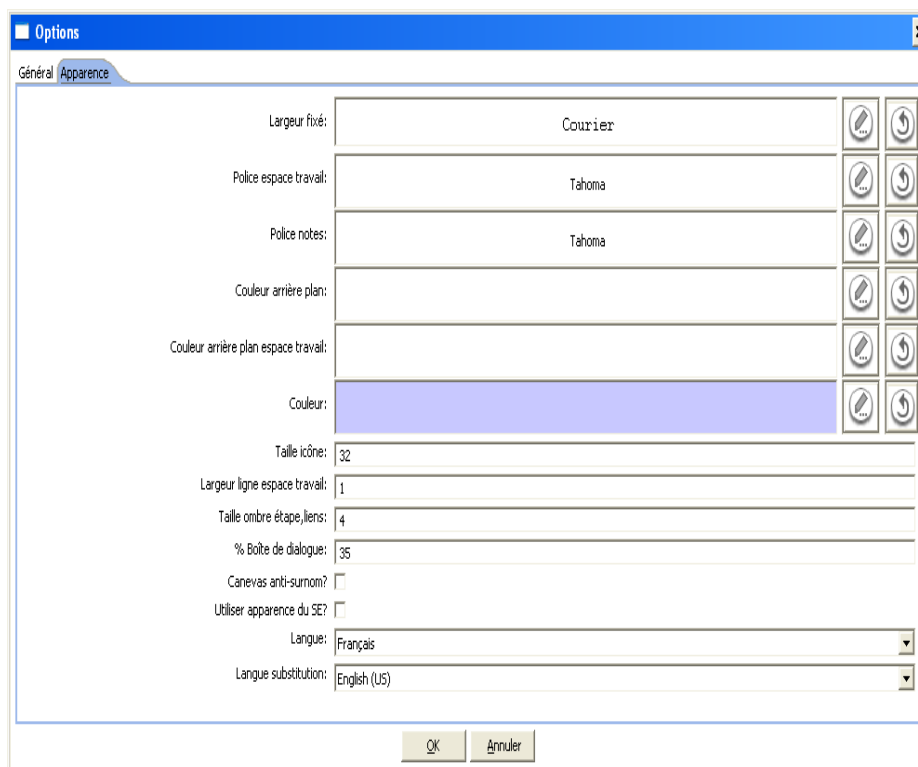 Options
Général Apparence
Largeur fixé: Courier
Police espace travail: Tahoma
Police notes: Tahoma
Couleur arrière plan:
Couleur arrière plan espace travail:
Couleur:
Taille icône: 32
Largeur ligne espace travail: 1
Taille ombre étape,liens: 4
% Boîte de dialogue: 35
Canevas anti-surnom?
Utiliser apparence du SE?
Langue: Français
Langue substitution: English (US)
OK Annuler